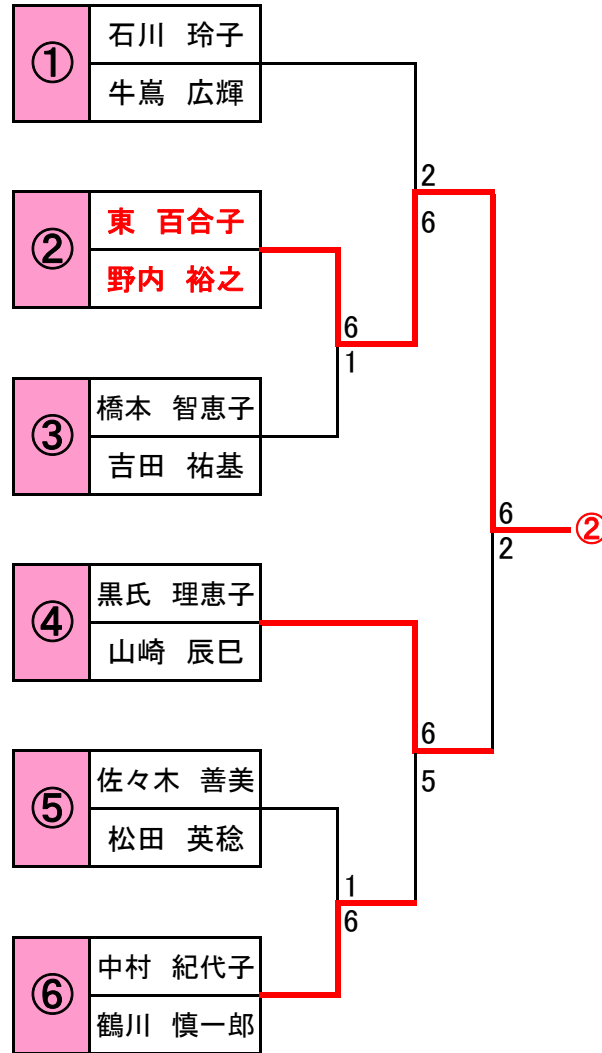 ①
石川 玲子
牛嶌 広輝
2
②
東 百合子
野内 裕之
6
6
1
③
橋本 智恵子
吉田 祐基
6
②
2
④
黒氏 理恵子
山崎 辰巳
6
5
⑤
佐々木 善美
松田 英稔
1
6
⑥
中村 紀代子
鶴川 慎一郎